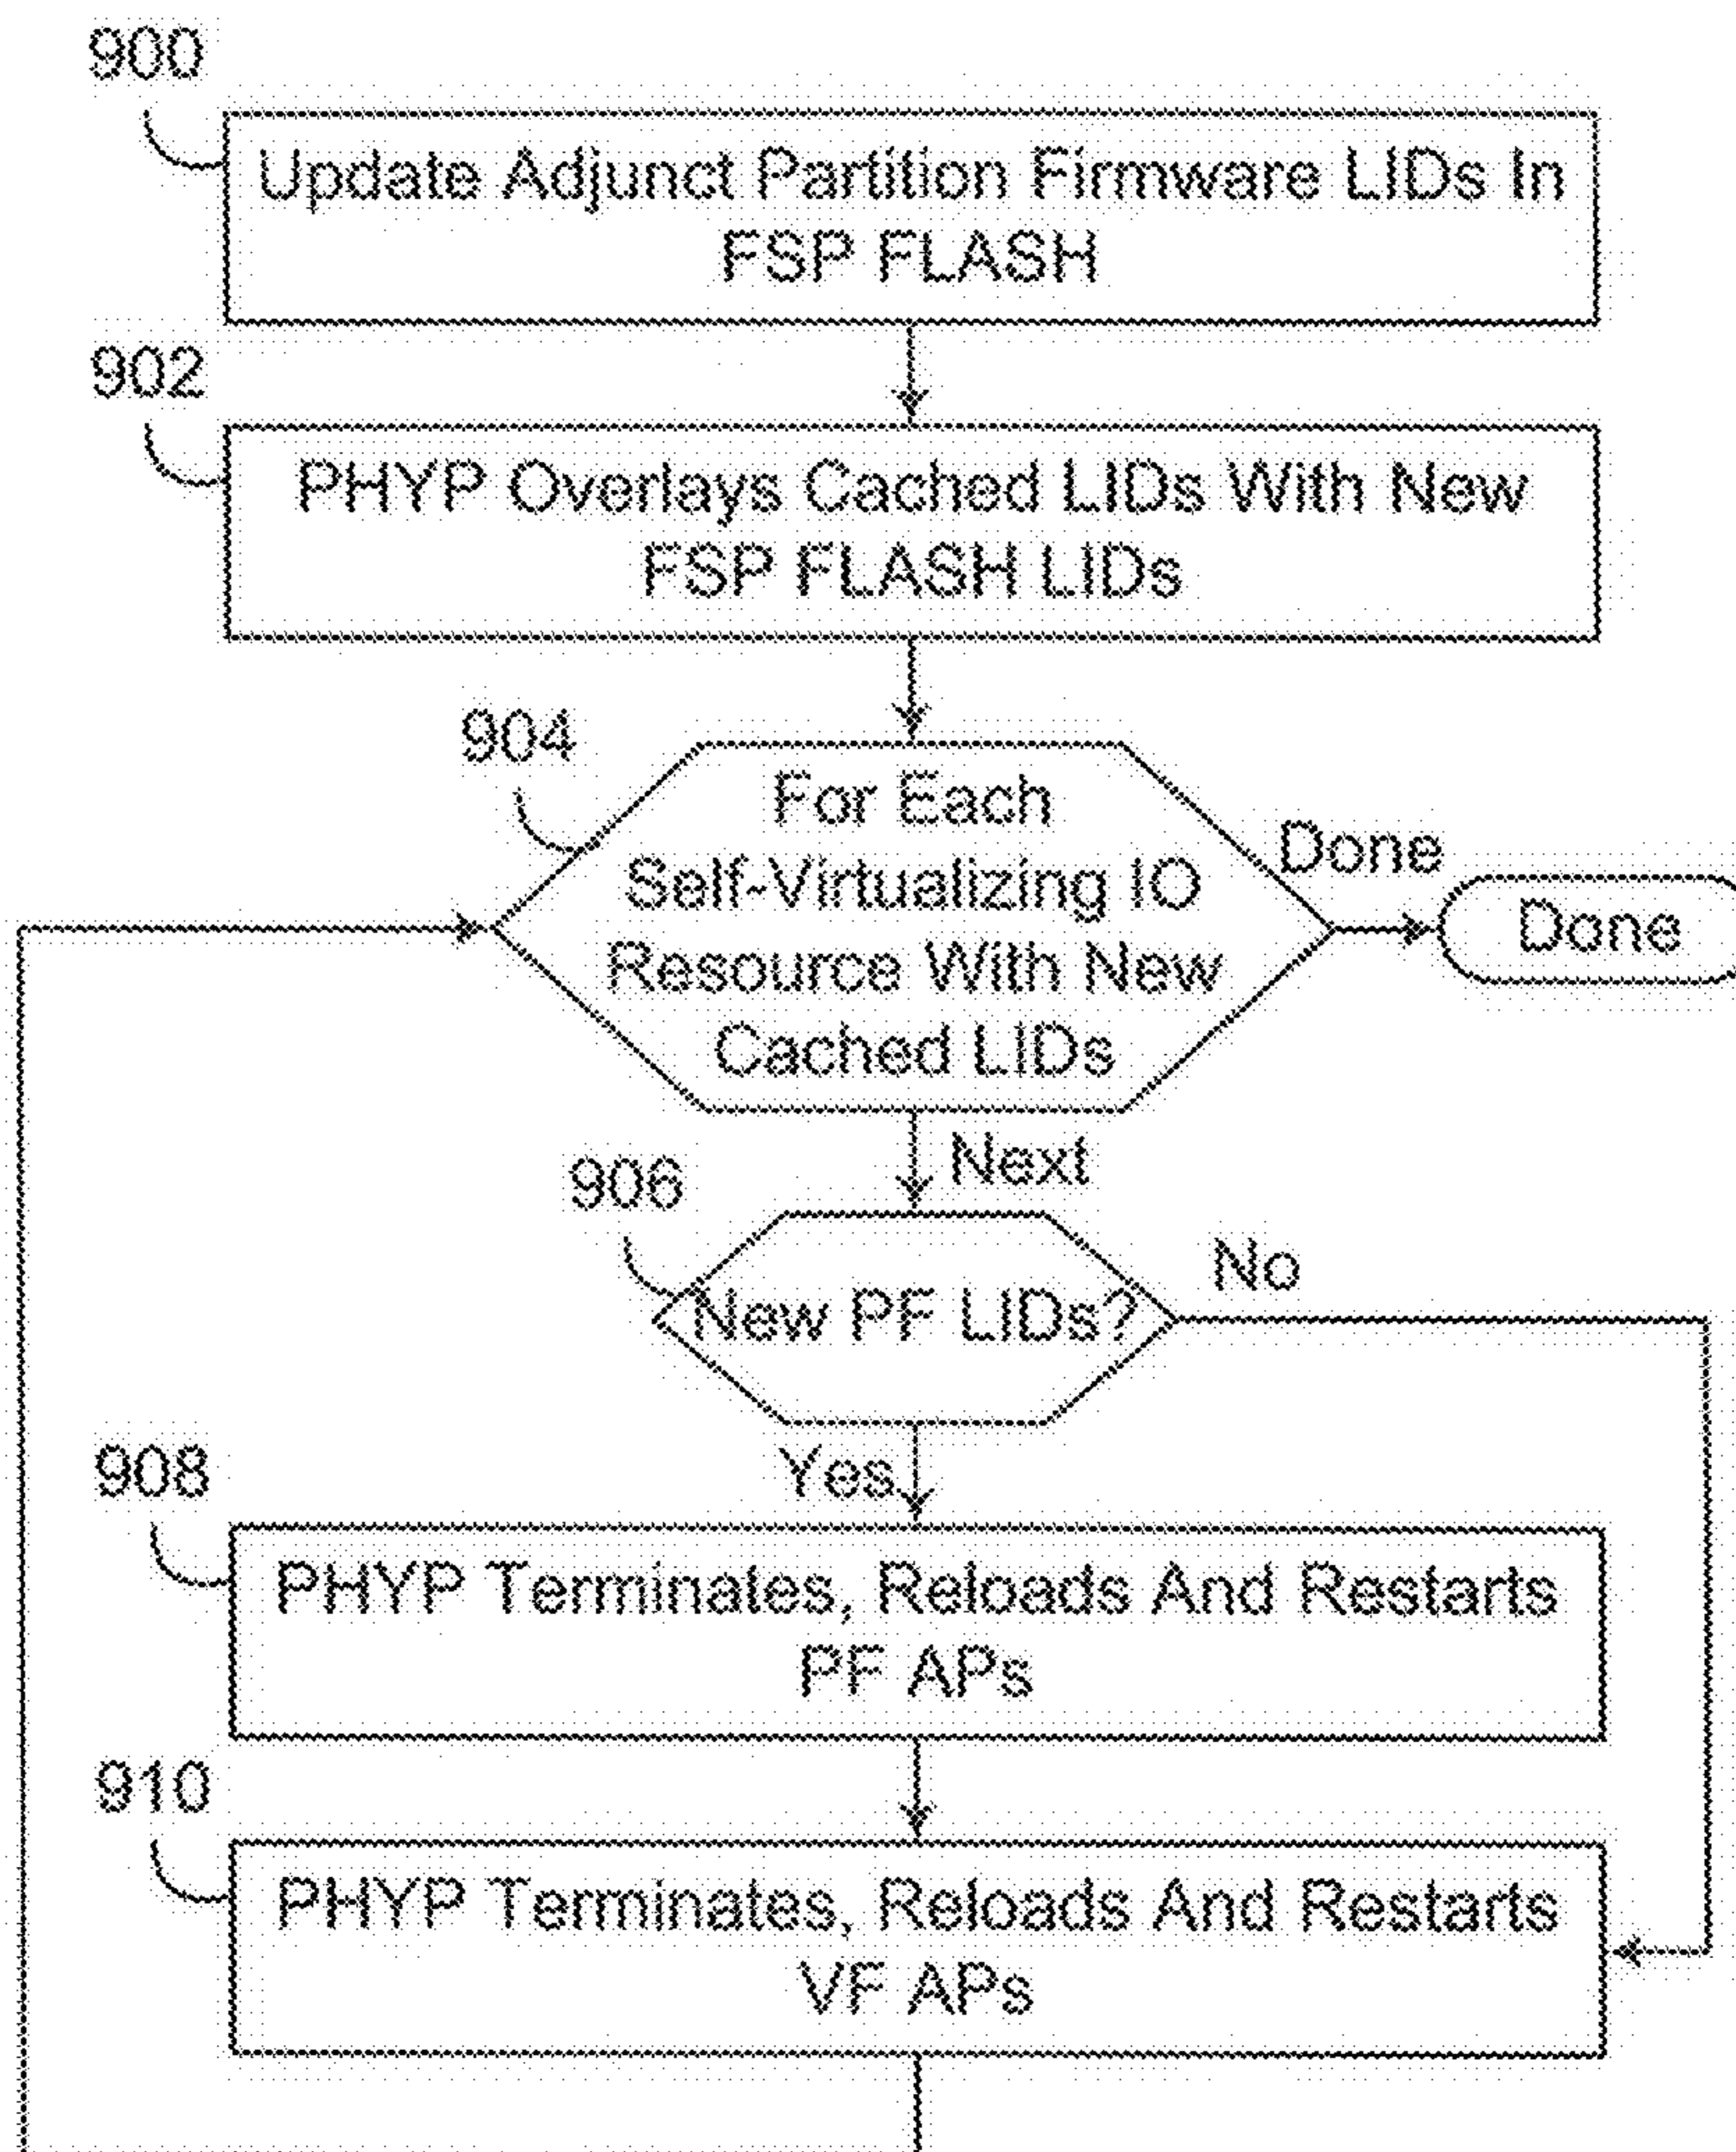 900
Update Adjunct Partition Firmware LIDs In
FSP FLASH
902
PHYP Overlays Cached LIDs With New
FSP FLASH LIDs
904
For Each
Self-Virtualizing IO
Resource With New
Cached LIDs
Done
Done
Next
906
New PF LIDs?
No
Yes
908
PHYP Terminates, Reloads And Restarts
PF APs
910
PHYP Terminates, Reloads And Restarts
VF APs